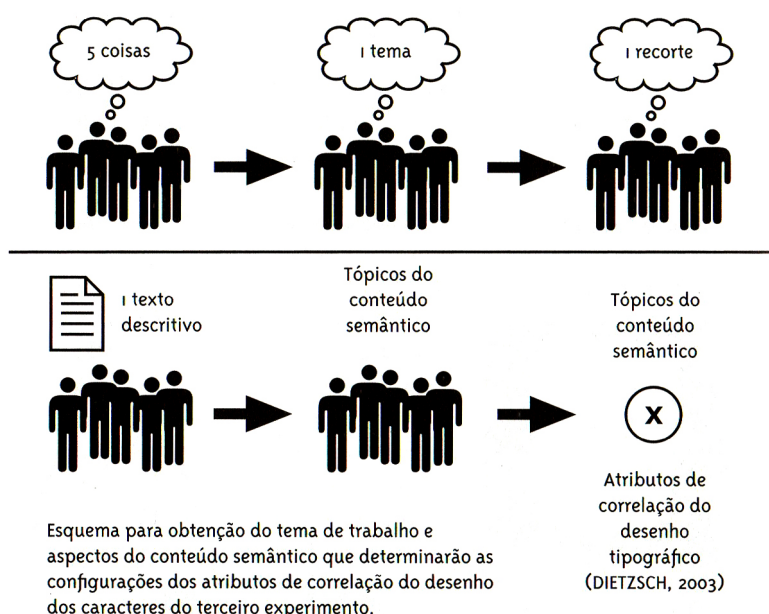 5 coisas
1 tema
1 recorte
1 texto
descritivo
Tópicos do
conteúdo
semântico
Tópicos do
conteúdo
semântico
x
Atributos de
correlação do
desenho
tipográfico
(DIETZSCH, 2003)
Esquema para obtenção do tema de trabalho e
aspectos do conteúdo semântico que determinarão as
configurações dos atributos de correlação do desenho
dos caracteres do terceiro experimento.